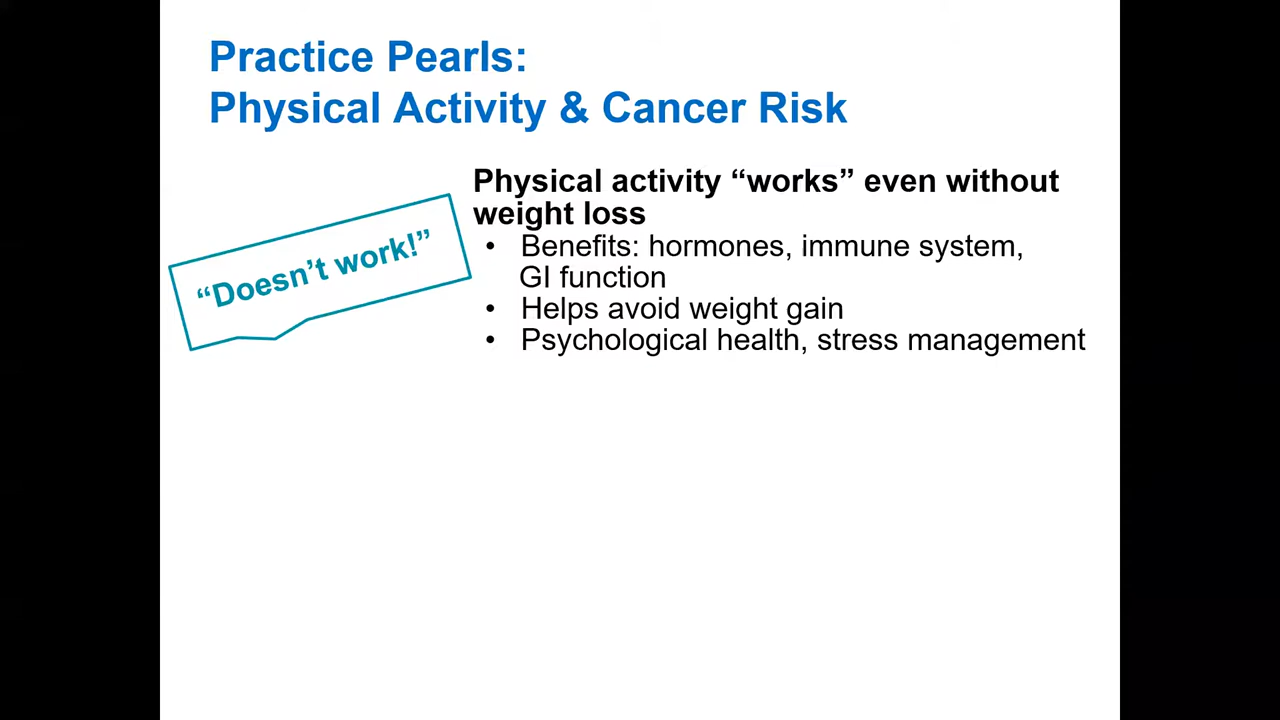 Practice Pearls:
Physical Activity & Cancer Risk
“Doesn’t work!”
Physical activity “works” even without
weight loss
• Benefits: hormones, immune system,
GI function
• Helps avoid weight gain
• Psychological health, stress management